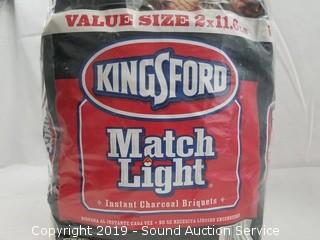 VALUE SIZE 2x11.6
KINGSFORD
Match
Light®
Instant Charcoal Briquets
Copyright 2019 - Sound Auction Service